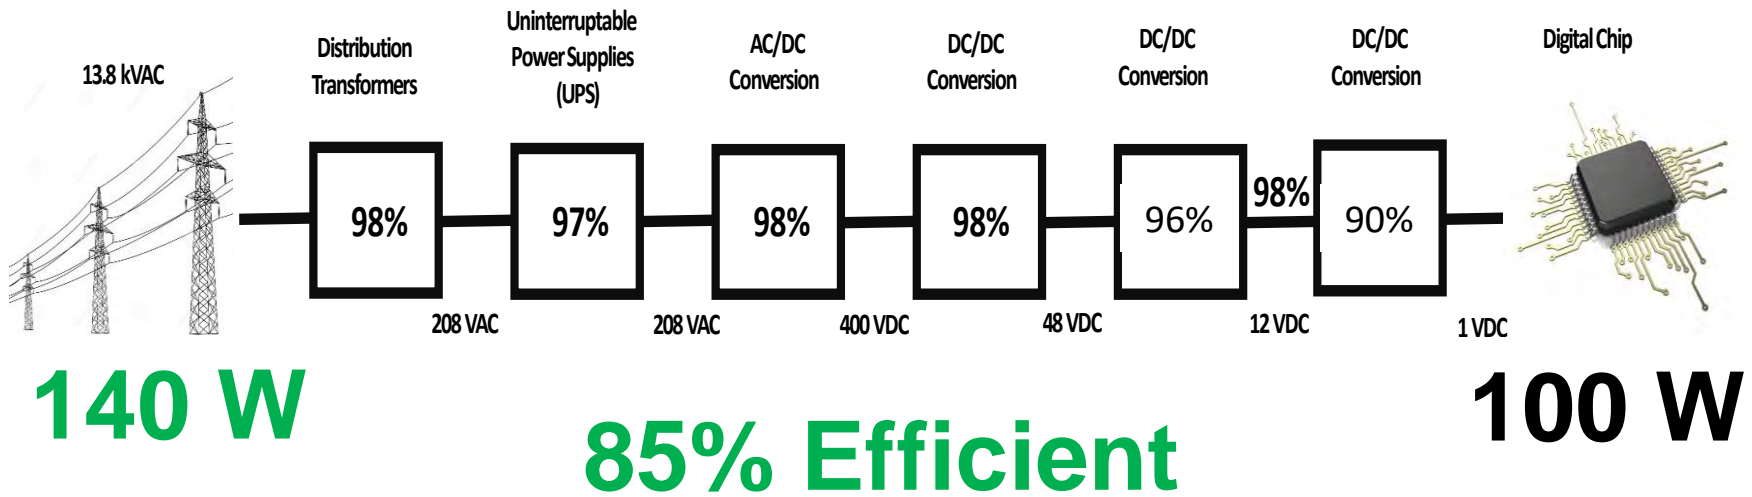 13.8 kVAC
Distribution
Transformers
Uninterruptable
Power Supplies
(UPS)
AC/DC
Conversion
DC/DC
Conversion
DC/DC
Conversion
DC/DC
Conversion
Digital Chip
98%
97%
98%
98%
96%
98%
90%
208 VAC
208 VAC
400 VDC
48 VDC
12 VDC
1 VDC
140 W
85% Efficient
100 W